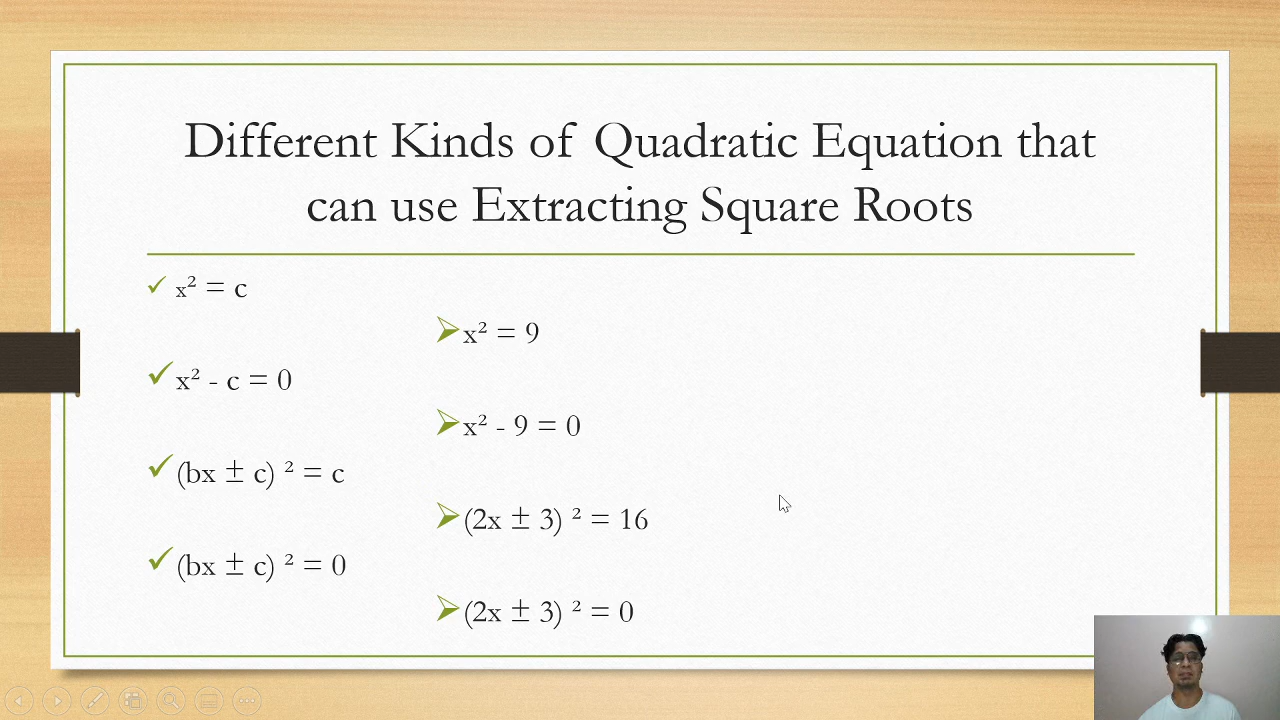 Different Kinds of Quadratic Equation that
can use Extracting Square Roots
x² = c
x² = 9
x² - c = 0
x² - 9 = 0
(bx ± c) ² = c
(2x ± 3) ² = 16
(bx ± c) ² = 0
(2x ± 3) ² = 0